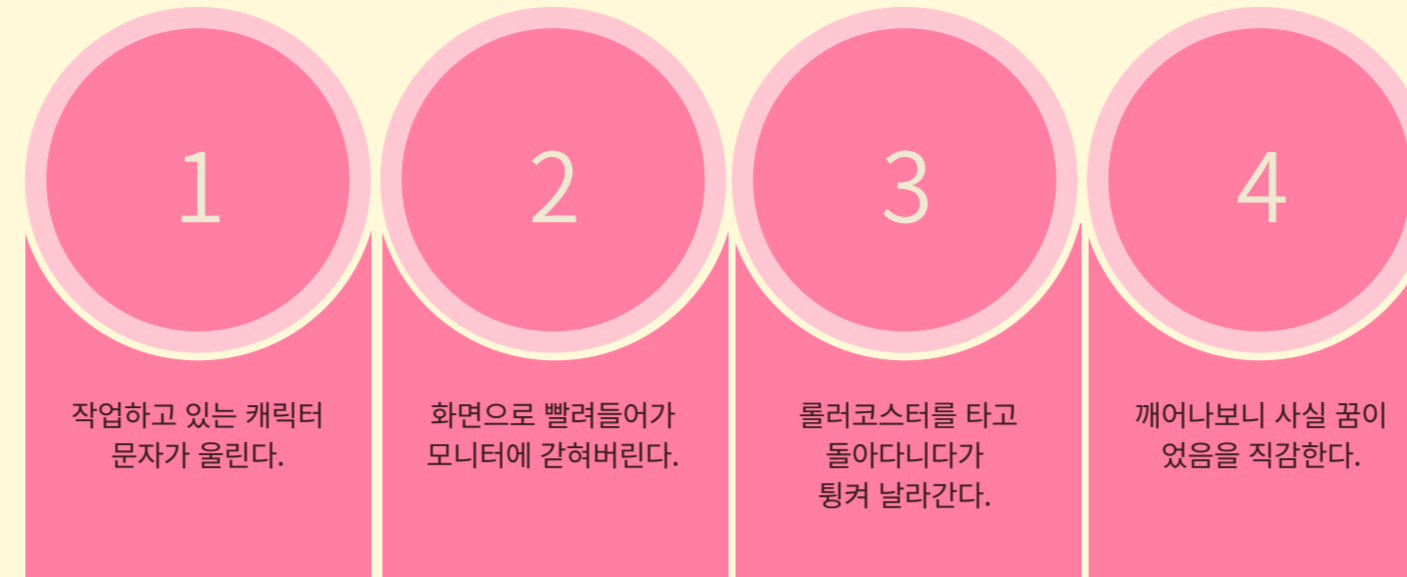 1
작업하고 있는 캐릭터
문자가 울린다.
2
화면으로 빨려들어가
모니터에 갇혀버린다.
3
롤러코스터를 타고
돌아다니다가
튕켜 날라간다.
4
깨어나보니 사실 꿈이
었음을 직감한다.